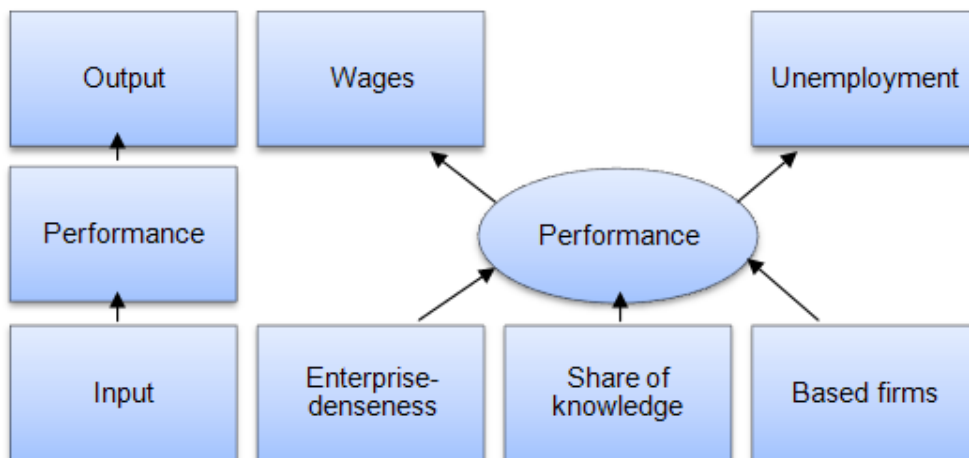 Output
Wages
Unemployment
Performance
Performance
Input
Enterprise-
denseness
Share of
knowledge
Based firms